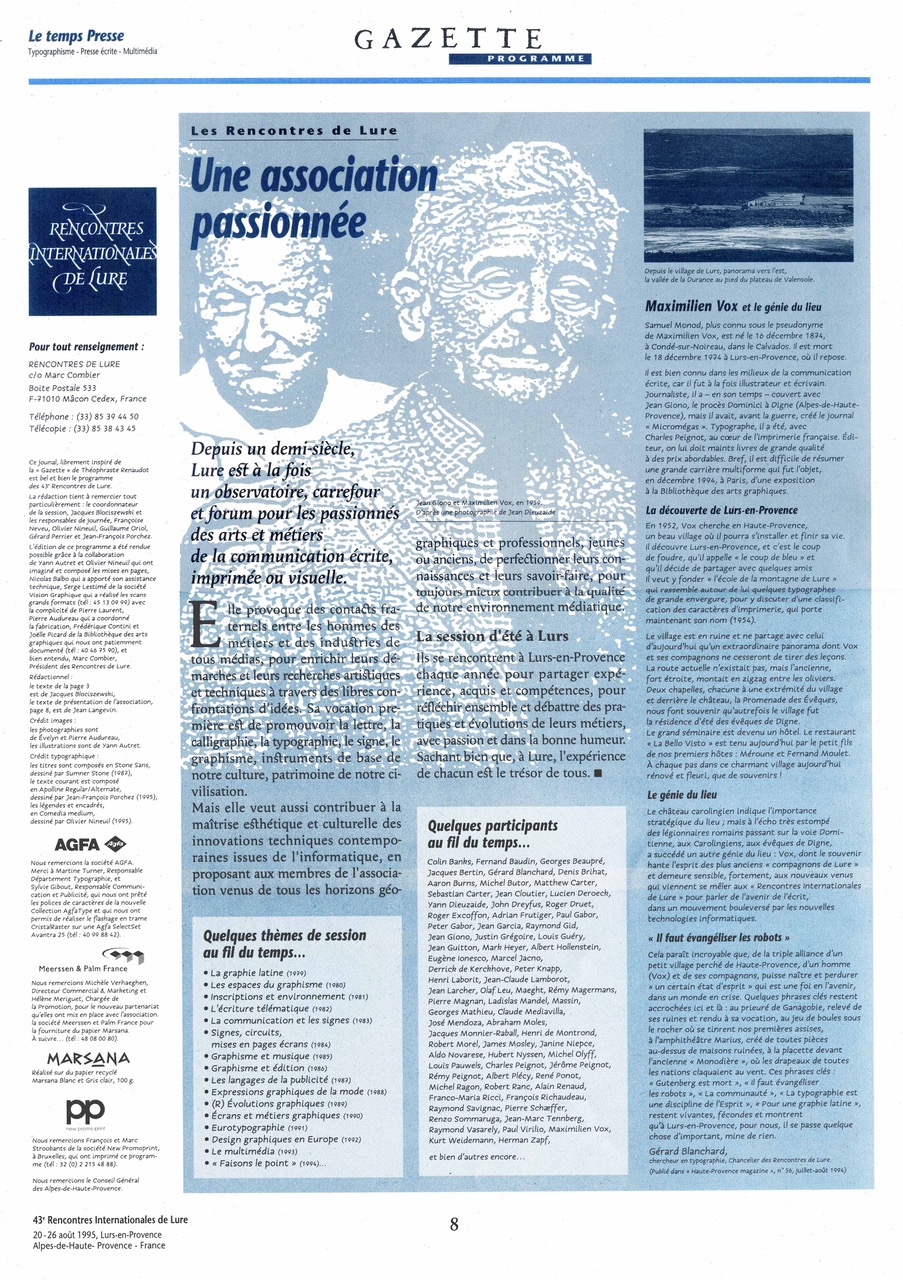 Le temps Presse
Typographisme - Presse écrite - Multimédia
GAZETTE
PROGRAMME
RENCONTRES
INTERNATIONALES
DE LURE
Pour tout renseignement :
RENCONTRES DE LURE
c/o Marc Combier
Boite Postale 533
F-71010 Mâcon Cedex, France
Téléphone : (33) 85 39 44 50
Télécopie : (33) 85 38 43 45
Ce journal, librement inspiré de
la « Gazette » de Théophraste Renaudot
est bel et bien le programme
des 43e Rencontres de Lure.
La rédaction tient à remercier tout
particulièrement : le coordonnateur
de la session, Jacques Blociszewski et
les responsables de Journée, Françoise
Neveu, Olivier Nineuil, Guillaume Oriol,
Gérard Perrier et Jean-François Porchez.
L'édition de ce programme a été rendue
possible grâce à la collaboration
de Yann Autret et Olivier Nineuil qui ont
imaginé et composé les mises en pages,
Nicolas Balbo qui a apporté son assistance
technique, Serge Lestimé de la société
Vision Graphique qui a réalisé les scans
grands formats (tél : 45 13 09 99) avec
la complicité de Pierre Laurent,
Pierre Audureau qui a coordonné
la fabrication, Frédérique Contini et
Joëlle Picard de la Bibliothèque des arts
graphiques qui nous ont patiemment
documenté (tél : 40 46 75 90), et
bien entendu, Marc Combier,
Président des Rencontres de Lure.
Rédactionnel :
le texte de la page 3
est de Jacques Blociszewski,
le texte de présentation de l'association,
page 8, est de Jean Langevin.
Crédit images :
les photographies sont
de Évelyn et Pierre Audureau,
les illustrations sont de Yann Autret.
Crédit typographique :
les titres sont composés en Stone Sans,
dessiné par Sumner Stone (1987),
le texte courant est composé
en Apolline Regular/Alternate,
dessiné par Jean-François Porchez (1995),
les légendes et encadrés,
en Comedia medium,
dessiné par Olivier Nineuil (1995).
AGFA
Nous remercions la société AGFA.
Merci à Martine Turner, Responsable
Département Typographie, et
Sylvie Gibout, Responsable Communi-
cation et Publicité, qui nous ont prêté
les polices de caractères de la nouvelle
Collection AgfaType et qui nous ont
permis de réaliser le flashage en trame
CristalRaster sur une Agfa SelectSet
Avantra 25 (tél : 40 99 88 42).
Meerssen & Palm France
Nous remercions Michèle Verhaeghen,
Directeur Commercial & Marketing et
Hélène Meriguet, Chargée de
la Promotion, pour le nouveau partenariat
qu'elles ont mis en place avec l'association.
la société Meerssen et Palm France pour
la fourniture du papier Marsana.
À suivre... (tél : 48 08 00 80).
MARSANA
Réalisé sur du papier recyclé
Marsana Blanc et Gris clair, 100 g.
pp
new promo print
Nous remercions François et Marc
Stroobants de la société New Promoprint,
à Bruxelles, qui ont imprimé ce program-
me (tél : 32 (0) 2 215 48 88).
Nous remercions le Conseil Général
des Alpes-de-Haute-Provence.
Les Rencontres de Lure
Une association
passionnée
Depuis un demi-siècle,
Lure est à la fois
un observatoire, carrefour
et forum pour les passionnés
des arts et métiers
de la communication écrite,
imprimée ou visuelle.
Elle provoque des contacts fra-
ternels entre les hommes des
métiers et des industries de
tous médias, pour enrichir leurs dé-
marches et leurs recherches artistiques
et techniques à travers des libres con-
frontations d'idées. Sa vocation pre-
mière est de promouvoir la lettre, la
calligraphie, la typographie, le signe, le
graphisme, instruments de base de
notre culture, patrimoine de notre ci-
vilisation.
Mais elle veut aussi contribuer à la
maîtrise esthétique et culturelle des
innovations techniques contempo-
raines issues de l'informatique, en
proposant aux membres de l'associa-
tion venus de tous les horizons géo-
Jean Giono et Maximilien Vox, en 1959.
D'après une photographie de Jean Dieuzaide
graphiques et professionnels, jeunes
ou anciens, de perfectionner leurs con-
naissances et leurs savoir-faire, pour
toujours mieux contribuer à la qualité
de notre environnement médiatique.
La session d'été à Lurs
Ils se rencontrent à Lurs-en-Provence
chaque année pour partager expé-
rience, acquis et compétences, pour
réfléchir ensemble et débattre des pra-
tiques et évolutions de leurs métiers,
avec passion et dans la bonne humeur.
Sachant bien que, à Lure, l'expérience
de chacun est le trésor de tous. ■
Quelques thèmes de session
au fil du temps...
• La graphie latine (1979)
• Les espaces du graphisme (1980)
• Inscriptions et environnement (1981)
• L'écriture télématique (1982)
• La communication et les signes (1983)
• Signes, circuits,
mises en pages écrans (1984)
• Graphisme et musique (1985)
• Graphisme et édition (1986)
• Les langages de la publicité (1987)
• Expressions graphiques de la mode (1988)
• (R) Évolutions graphiques (1989)
• Écrans et métiers graphiques (1990)
• Eurotypographie (1991)
• Design graphiques en Europe (1992)
• Le multimédia (1993)
• « Faisons le point » (1994)...
Quelques participants
au fil du temps...
Colin Banks, Fernand Baudin, Georges Beaupré,
Jacques Bertin, Gérard Blanchard, Denis Brihat,
Aaron Burns, Michel Butor, Matthew Carter,
Sebastian Carter, Jean Cloutier, Lucien Deroeck,
Yann Dieuzaide, John Dreyfus, Roger Druet,
Roger Excoffon, Adrian Frutiger, Paul Gabor,
Peter Gabor, Jean Garcia, Raymond Gid,
Jean Giono, Justin Grégoire, Louis Guéry,
Jean Guitton, Mark Heyer, Albert Hollenstein,
Eugène Ionesco, Marcel Jacno,
Derrick de Kerckhove, Peter Knapp,
Henri Laborit, Jean-Claude Lamborot,
Jean Larcher, Olaf Leu, Maeght, Rémy Magermans,
Pierre Magnan, Ladislas Mandel, Massin,
Georges Mathieu, Claude Mediavilla,
José Mendoza, Abraham Moles,
Jacques Monnier-Raball, Henri de Montrond,
Robert Morel, James Mosley, Janine Niepce,
Aldo Novarese, Hubert Nyssen, Michel Olyff,
Louis Pauwels, Charles Peignot, Jérôme Peignot,
Rémy Peignot, Albert Plécy, René Ponot,
Michel Ragon, Robert Ranc, Alain Renaud,
Franco-Maria Ricci, François Richaudeau,
Raymond Savignac, Pierre Schæffer,
Renzo Sommaruga, Jean-Marc Tennberg,
Raymond Vasarely, Paul Virilio, Maximilien Vox,
Kurt Weidemann, Herman Zapf,
et bien d'autres encore...
Depuis le village de Lurs, panorama vers l'est,
la vallée de la Durance au pied du plateau de Valensole.
Maximilien Vox et le génie du lieu
Samuel Monod, plus connu sous le pseudonyme
de Maximilien Vox, est né le 16 décembre 1894,
à Condé-sur-Noireau, dans le Calvados. Il est mort
le 18 décembre 1974 à Lurs-en-Provence, où il repose.
Il est bien connu dans les milieux de la communication
écrite, car il fut à la fois illustrateur et écrivain.
Journaliste, il a – en son temps – couvert avec
Jean Giono, le procès Dominici à Digne (Alpes-de-Haute-
Provence), mais il avait, avant la guerre, créé le journal
« Micromégas ». Typographe, il a été, avec
Charles Peignot, au cœur de l'imprimerie française. Édi-
teur, on lui doit maints livres de grande qualité
à des prix abordables. Bref, il est difficile de résumer
une grande carrière multiforme qui fut l'objet,
en décembre 1994, à Paris, d'une exposition
à la Bibliothèque des arts graphiques.
La découverte de Lurs-en-Provence
En 1952, Vox cherche en Haute-Provence,
un beau village où il pourra s'installer et finir sa vie.
Il découvre Lurs-en-Provence, et c'est le coup
de foudre, qu'il appelle « le coup de bleu » et
qu'il décide de partager avec quelques amis
Il veut y fonder « l'école de la montagne de Lure »
qui rassemble autour de lui quelques typographes
de grande envergure, pour y discuter d'une classifi-
cation des caractères d'imprimerie, qui porte
maintenant son nom (1954).
Le village est en ruine et ne partage avec celui
d'aujourd'hui qu'un extraordinaire panorama dont Vox
et ses compagnons ne cesseront de tirer des leçons.
La route actuelle n'existait pas, mais l'ancienne,
fort étroite, montait en zigzag entre les oliviers.
Deux chapelles, chacune à une extrémité du village
et derrière le château, la Promenade des Évêques,
nous font souvenir qu'autrefois le village fut
la résidence d'été des évêques de Digne.
Le grand séminaire est devenu un hôtel. Le restaurant
« La Bello Visto » est tenu aujourd'hui par le petit fils
de nos premiers hôtes : Méroune et Fernand Moulet.
À chaque pas dans ce charmant village aujourd'hui
rénové et fleuri, que de souvenirs !
Le génie du lieu
Le château carolingien indique l'importance
stratégique du lieu ; mais à l'écho très estompé
des légionnaires romains passant sur la voie Domi-
tienne, aux Carolingiens, aux évêques de Digne,
a succédé un autre génie du lieu : Vox, dont le souvenir
hante l'esprit des plus anciens « compagnons de Lure »
et demeure sensible, fortement, aux nouveaux venus
qui viennent se mêler aux « Rencontres Internationales
de Lure » pour parler de l'avenir de l'écrit,
dans un mouvement bouleversé par les nouvelles
technologies informatiques.
« Il faut évangéliser les robots »
Cela paraît incroyable que, de la triple alliance d'un
petit village perché de Haute-Provence, d'un homme
(Vox) et de ses compagnons, puisse naître et perdurer
« un certain état d'esprit » qui est une foi en l'avenir,
dans un monde en crise. Quelques phrases clés restent
accrochées ici et là : au prieuré de Ganagobie, relevé de
ses ruines et rendu à sa vocation, au jeu de boules sous
le rocher où se tinrent nos premières assises,
à l'amphithéâtre Marius, créé de toutes pièces
au-dessus de maisons ruinées, à la placette devant
l'ancienne « Monodière », où les drapeaux de toutes
les nations claquaient au vent. Ces phrases clés :
« Gutenberg est mort », « Il faut évangéliser
les robots », « La communauté », « La typographie est
une discipline de l'Esprit », « Pour une graphie latine »,
restent vivantes, fécondes et montrent
qu'à Lurs-en-Provence, pour nous, il se passe quelque
chose d'important, mine de rien.
Gérard Blanchard,
chercheur en typographie, Chancelier des Rencontres de Lure.
(Publié dans « Haute-Provence magazine », n° 56, juillet-août 1994)
43e Rencontres Internationales de Lure
20 - 26 août 1995, Lurs-en-Provence
Alpes-de-Haute- Provence - France
8